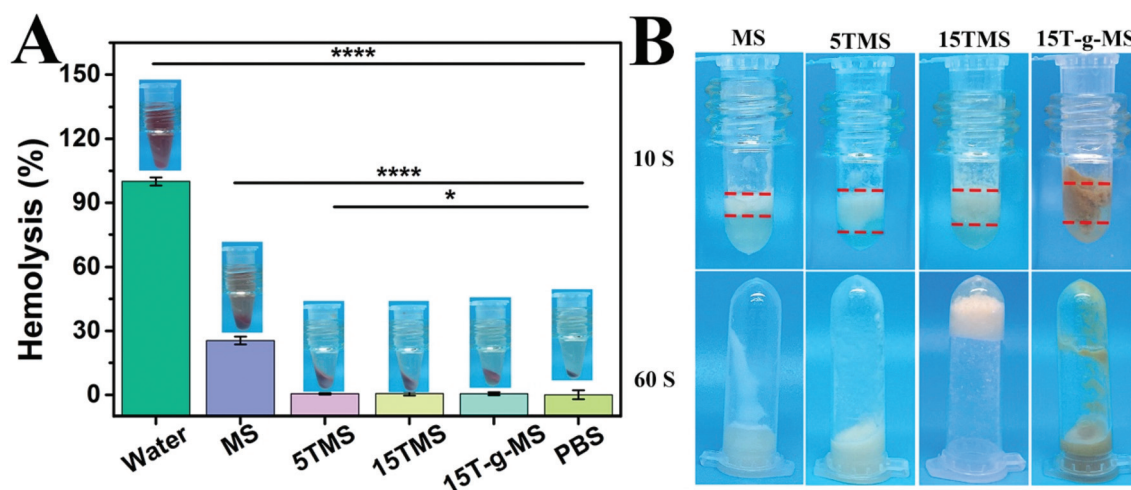 A
Hemolysis (%)
150
120
90
60
30
0
****
****
*
Water
MS
5TMS
15TMS
15T-g-MS
PBS
B
MS
5TMS
15TMS
15T-g-MS
10 S
60 S